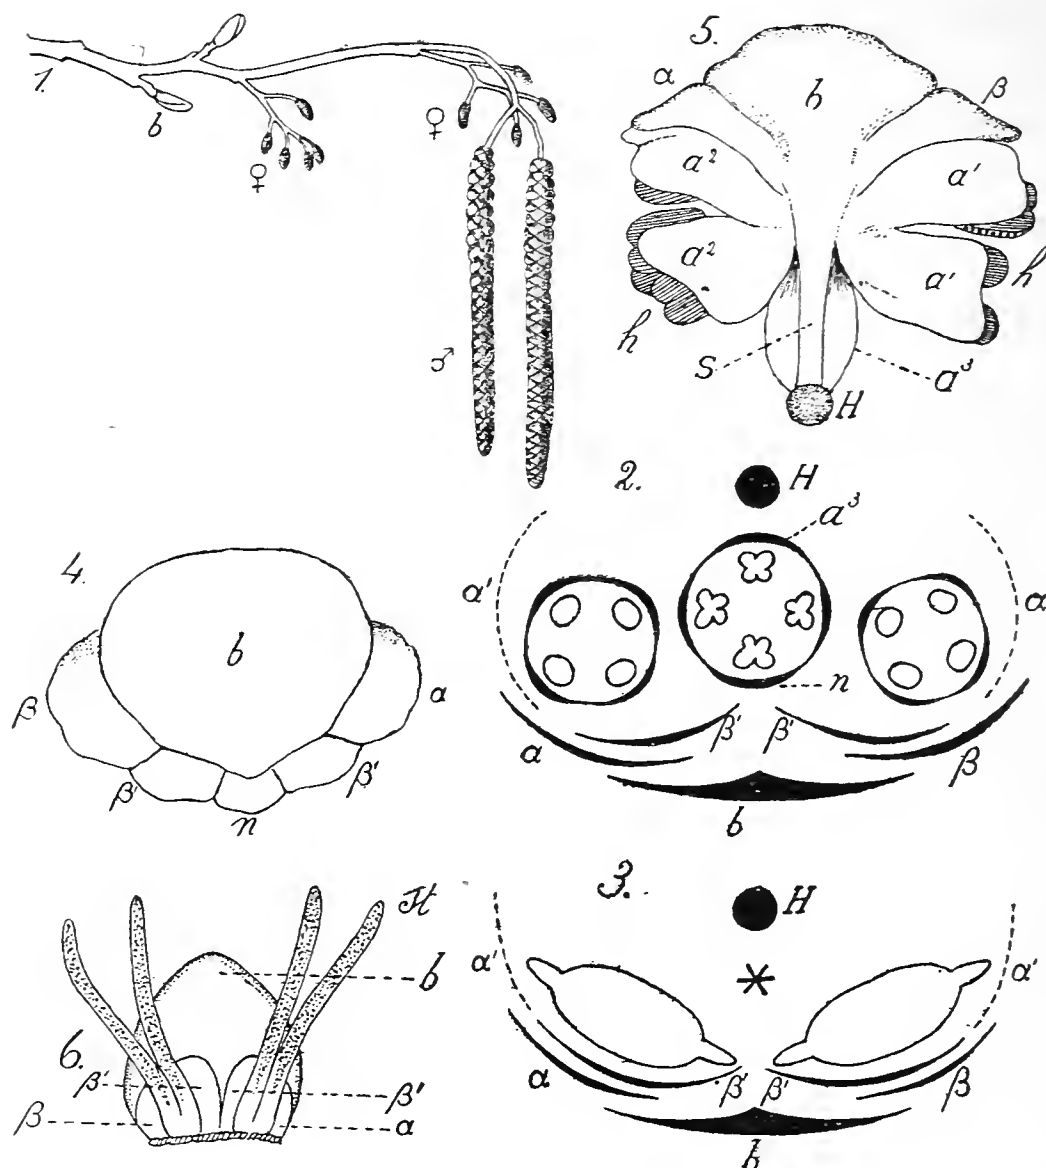 1.
b
♀
♀
♂
5.
α
b
β
a²
a'
a²
a'
h
h
S
a³
H
2.
H
a³
α'
α
n
β'
β'
α
β
b
4.
b
β
α
β'
β'
n
3.
H
α'
α'
α
β'
β'
β
b
6.
b
β'
β'
β
α